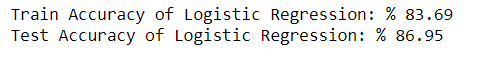 Train Accuracy of Logistic Regression: % 83.69
Test Accuracy of Logistic Regression: % 86.95